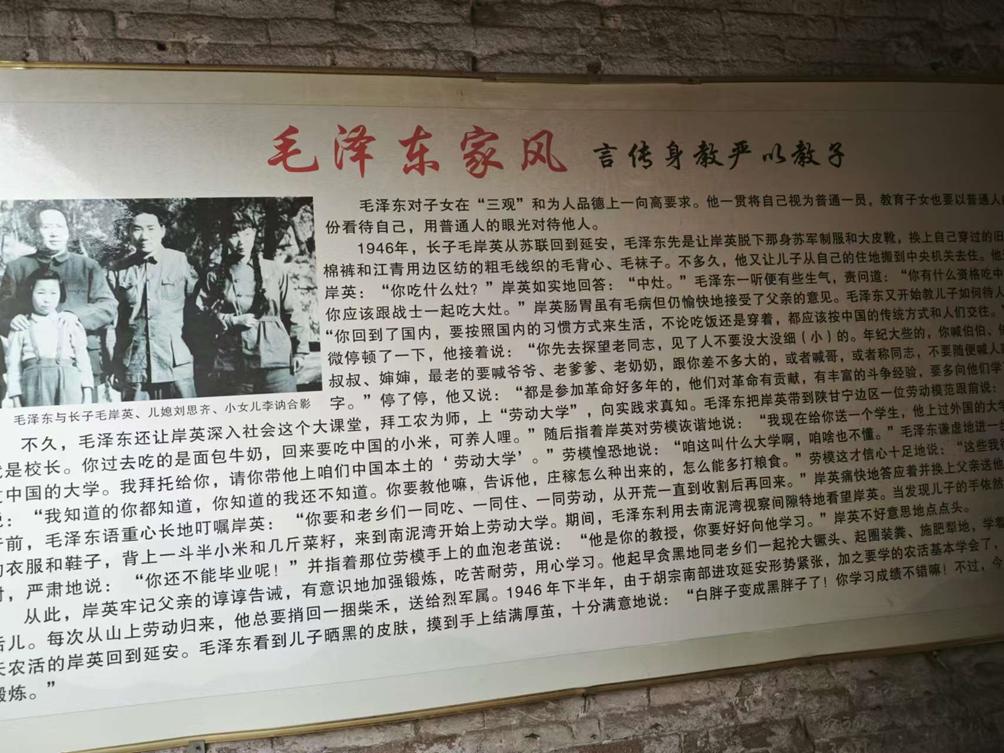 毛泽东家风 言传身教严以教子
毛泽东对子女在“三观”和为人品德上一向高要求。他一贯将自己视为普通一员，教育子女也要以普通人
份看待自己，用普通人的眼光对待他人。
1946年，长子毛岸英从苏联回到延安，毛泽东先是让岸英脱下那身苏军制服和大皮靴，换上自己穿过的旧
棉裤和江青用边区纺的粗毛线织的毛背心、毛袜子。不多久，他又让儿子从自己的住地搬到中央机关去住。他
岸英：“你吃什么灶？”岸英如实地回答：“中灶。”毛泽东一听便有些生气，责问道：“你有什么资格吃中
你应该跟战士一起吃大灶。”岸英肠胃虽有毛病但仍愉快地接受了父亲的意见。毛泽东又开始教儿子如何待人
“你回到了国内，要按照国内的习惯方式来生活，不论吃饭还是穿着，都应该按中国的传统方式和人们交往。”
微停顿了一下，他接着说：“你先去探望老同志，见了人不要没大没细（小）的。年纪大些的，你喊伯伯、
叔叔、婶婶，最老的要喊爷爷、老爹爹、老奶奶，跟你差不多大的，或者喊哥，或者称同志，不要随便喊人
字。”停了停，他又说：“都是参加革命好多年的，他们对革命有贡献，有丰富的斗争经验，要多向他们学
毛泽东与长子毛岸英、儿媳刘思齐、小女儿李讷合影
不久，毛泽东还让岸英深入社会这个大课堂，拜工农为师，上“劳动大学”，向实践求真知。毛泽东把岸英带到陕甘宁边区一位劳动模范跟前说：
是校长。你过去吃的是面包牛奶，回来要吃中国的小米，可养人哩。”随后指着岸英对劳模诙谐地说：“我现在给你送一个学生，他上过外国的大学
中国的大学。我拜托给你，请你带他上咱们中国本土的‘劳动大学’。”劳模惶恐地说：“咱这叫什么大学啊，咱啥也不懂。”毛泽东谦虚地进一
：“我知道的你都知道，你知道的我还不知道。你要教他嘛，告诉他，庄稼怎么种出来的，怎么能多打粮食。”劳模这才信心十足地说：“这些我
前，毛泽东语重心长地叮嘱岸英：“你要和老乡们一同吃、一同住、一同劳动，从开荒一直到收割后再回来。”岸英痛快地答应着并换上父亲送他
的衣服和鞋子，背上一斗半小米和几斤菜籽，来到南泥湾开始上劳动大学。期间，毛泽东利用去南泥湾视察间隙特地看望岸英。当发现儿子的手依然
，严肃地说：“你还不能毕业呢！”并指着那位劳模手上的血泡老茧说：“他是你的教授，你要好好向他学习。”岸英不好意思地点点头。
从此，岸英牢记父亲的谆谆告诫，有意识地加强锻炼，吃苦耐劳，用心学习。他起早贪黑地同老乡们一起抡大镢头、起圈装粪、施肥犁地，学着
活儿。每次从山上劳动归来，他总要捎回一捆柴禾，送给烈军属。1946年下半年，由于胡宗南部进攻延安形势紧张，加之要学的农活基本学会了，
农活的岸英回到延安。毛泽东看到儿子晒黑的皮肤，摸到手上结满厚茧，十分满意地说：“白胖子变成黑胖子了！你学习成绩不错嘛！不过，今
锻炼。”